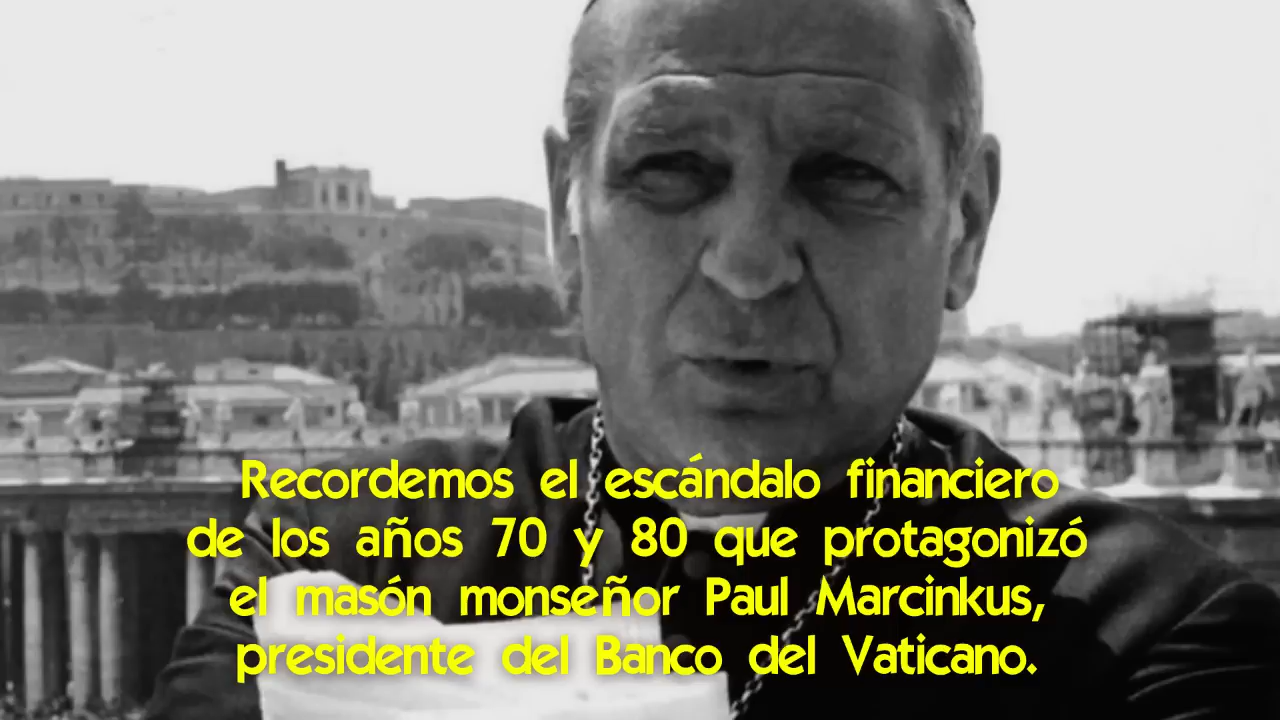 Recordemos el escándalo financiero
de los años 70 y 80 que protagonizó
el masón monseñor Paul Marcinkus,
presidente del Banco del Vaticano.